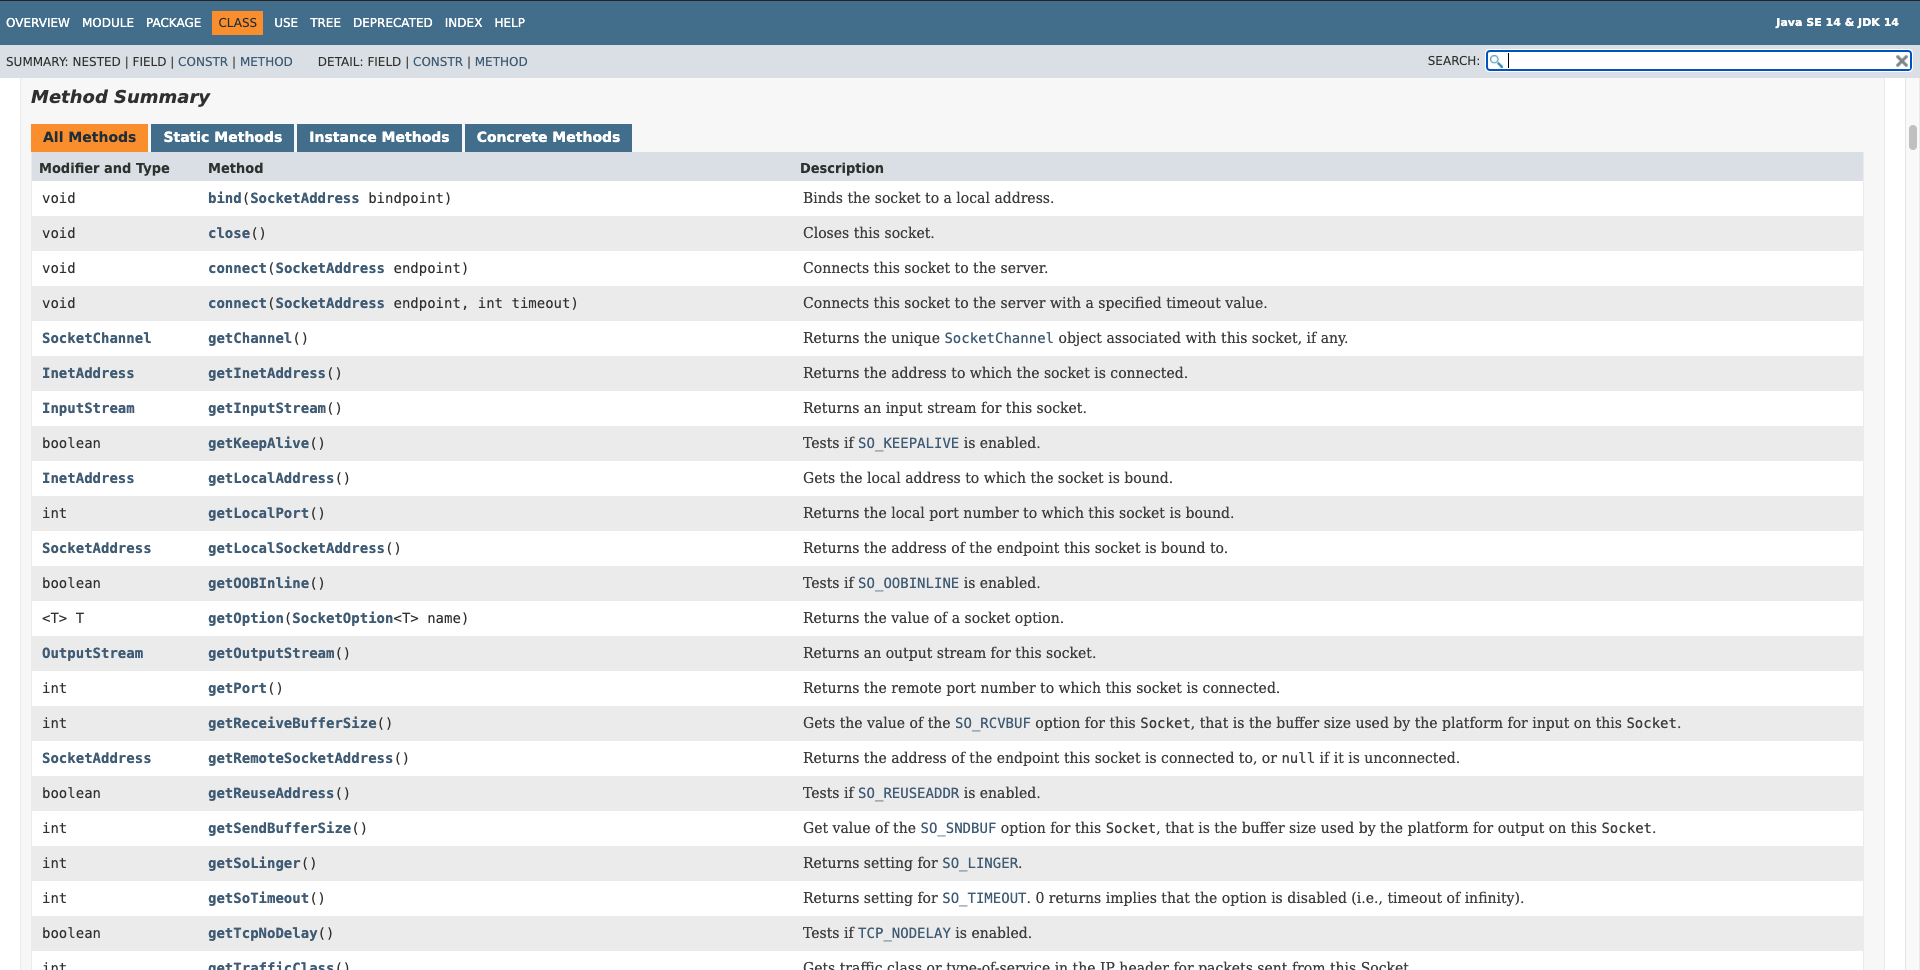 OVERVIEW MODULE PACKAGE CLASS USE TREE DEPRECATED INDEX HELP Java SE 14 & JDK 14
SUMMARY: NESTED | FIELD | CONSTR | METHOD DETAIL: FIELD | CONSTR | METHOD SEARCH:
Method Summary
All Methods Static Methods Instance Methods Concrete Methods
Modifier and Type Method Description
void bind(SocketAddress bindpoint) Binds the socket to a local address.
void close() Closes this socket.
void connect(SocketAddress endpoint) Connects this socket to the server.
void connect(SocketAddress endpoint, int timeout) Connects this socket to the server with a specified timeout value.
SocketChannel getChannel() Returns the unique SocketChannel object associated with this socket, if any.
InetAddress getInetAddress() Returns the address to which the socket is connected.
InputStream getInputStream() Returns an input stream for this socket.
boolean getKeepAlive() Tests if SO_KEEPALIVE is enabled.
InetAddress getLocalAddress() Gets the local address to which the socket is bound.
int getLocalPort() Returns the local port number to which this socket is bound.
SocketAddress getLocalSocketAddress() Returns the address of the endpoint this socket is bound to.
boolean getOOBInline() Tests if SO_OOBINLINE is enabled.
<T> T getOption(SocketOption<T> name) Returns the value of a socket option.
OutputStream getOutputStream() Returns an output stream for this socket.
int getPort() Returns the remote port number to which this socket is connected.
int getReceiveBufferSize() Gets the value of the SO_RCVBUF option for this Socket, that is the buffer size used by the platform for input on this Socket.
SocketAddress getRemoteSocketAddress() Returns the address of the endpoint this socket is connected to, or null if it is unconnected.
boolean getReuseAddress() Tests if SO_REUSEADDR is enabled.
int getSendBufferSize() Get value of the SO_SNDBUF option for this Socket, that is the buffer size used by the platform for output on this Socket.
int getSoLinger() Returns setting for SO_LINGER.
int getSoTimeout() Returns setting for SO_TIMEOUT. 0 returns implies that the option is disabled (i.e., timeout of infinity).
boolean getTcpNoDelay() Tests if TCP_NODELAY is enabled.
int getTrafficClass() Gets traffic class or type-of-service in the IP header for packets sent from this Socket